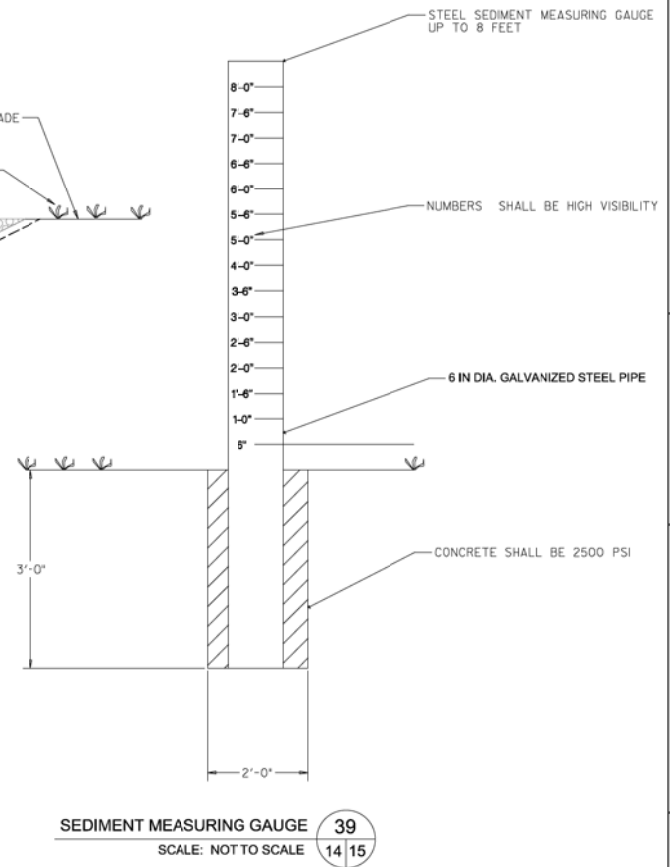 STEEL SEDIMENT MEASURING GAUGE
UP TO 8 FEET
8'-0"
7'-6"
7'-0"
6'-6"
6'-0"
5'-6"
5'-0"
4'-0"
3'-6"
3'-0"
2'-6"
2'-0"
1'-6"
1'-0"
6"
NUMBERS SHALL BE HIGH VISIBILITY
6 IN DIA. GALVANIZED STEEL PIPE
CONCRETE SHALL BE 2500 PSI
3'-0"
2'-0"
SEDIMENT MEASURING GAUGE
SCALE: NOT TO SCALE
39
14 15